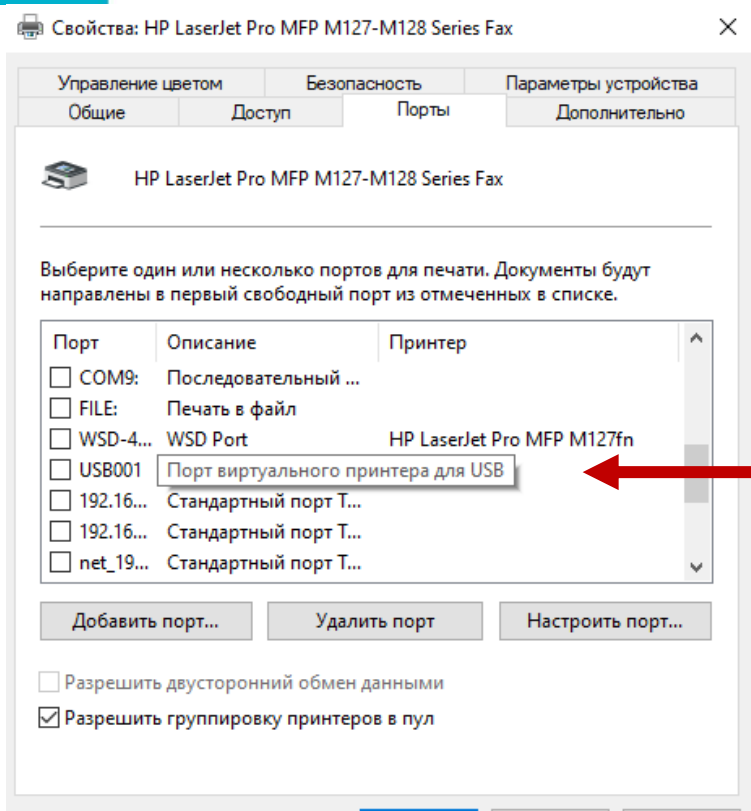 Свойства: HP LaserJet Pro MFP M127-M128 Series Fax
Управление цветом Безопасность Параметры устройства
Общие Доступ Порты Дополнительно
HP LaserJet Pro MFP M127-M128 Series Fax
Выберите один или несколько портов для печати. Документы будут
направлены в первый свободный порт из отмеченных в списке.
Порт Описание Принтер
COM9: Последовательный ...
FILE: Печать в файл
WSD-4... WSD Port HP LaserJet Pro MFP M127fn
USB001 Порт виртуального принтера для USB
192.16... Стандартный порт T...
192.16... Стандартный порт T...
net_19... Стандартный порт T...
Добавить порт... Удалить порт Настроить порт...
Разрешить двусторонний обмен данными
Разрешить группировку принтеров в пул